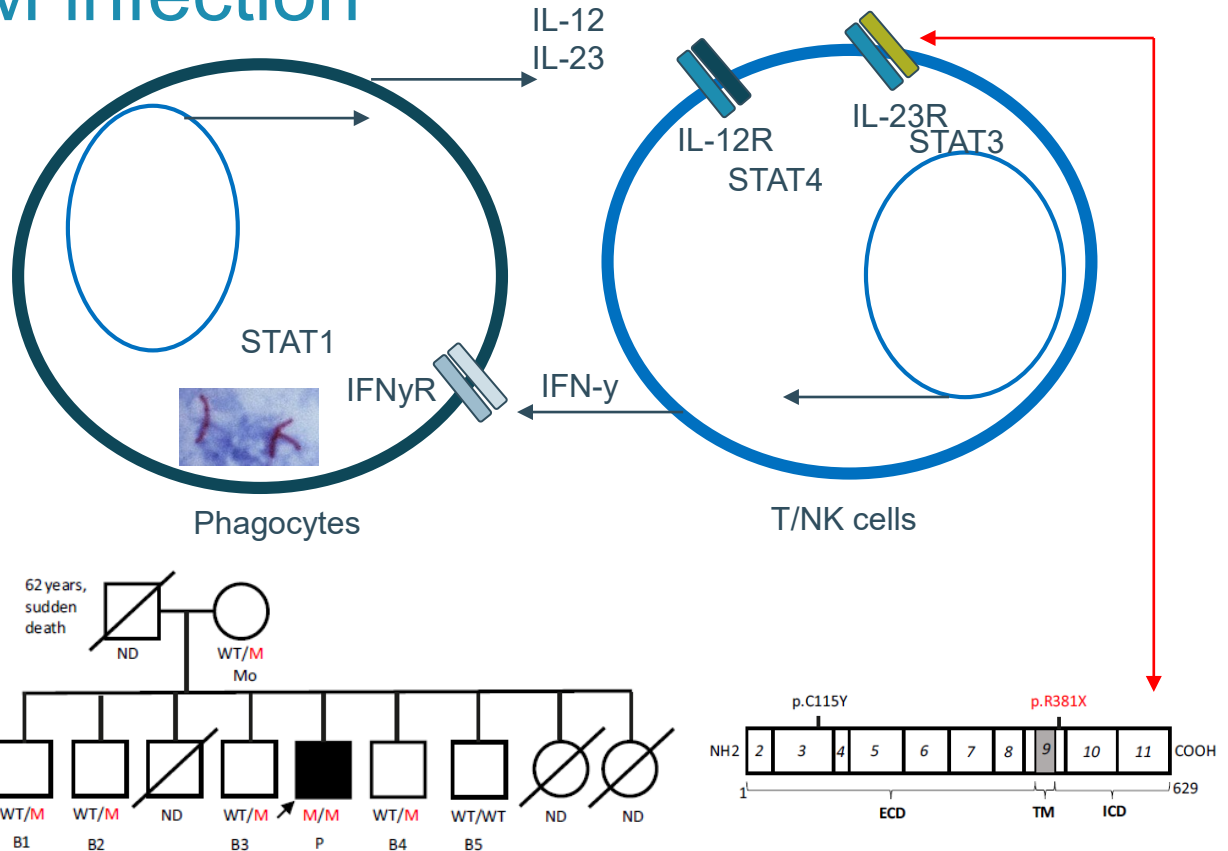 M Infection
IL-12
IL-23
IL-12R
STAT4
IL-23R
STAT3
STAT1
IFNyR
IFN-y
Phagocytes
T/NK cells
62 years,
sudden
death
ND
WT/M
Mo
WT/M
WT/M
ND
WT/M
M/M
WT/M
WT/WT
ND
ND
B1
B2
B3
P
B4
B5
p.C115Y
p.R381X
NH2 2 3 4 5 6 7 8 9 10 11 COOH
1 629
ECD TM ICD